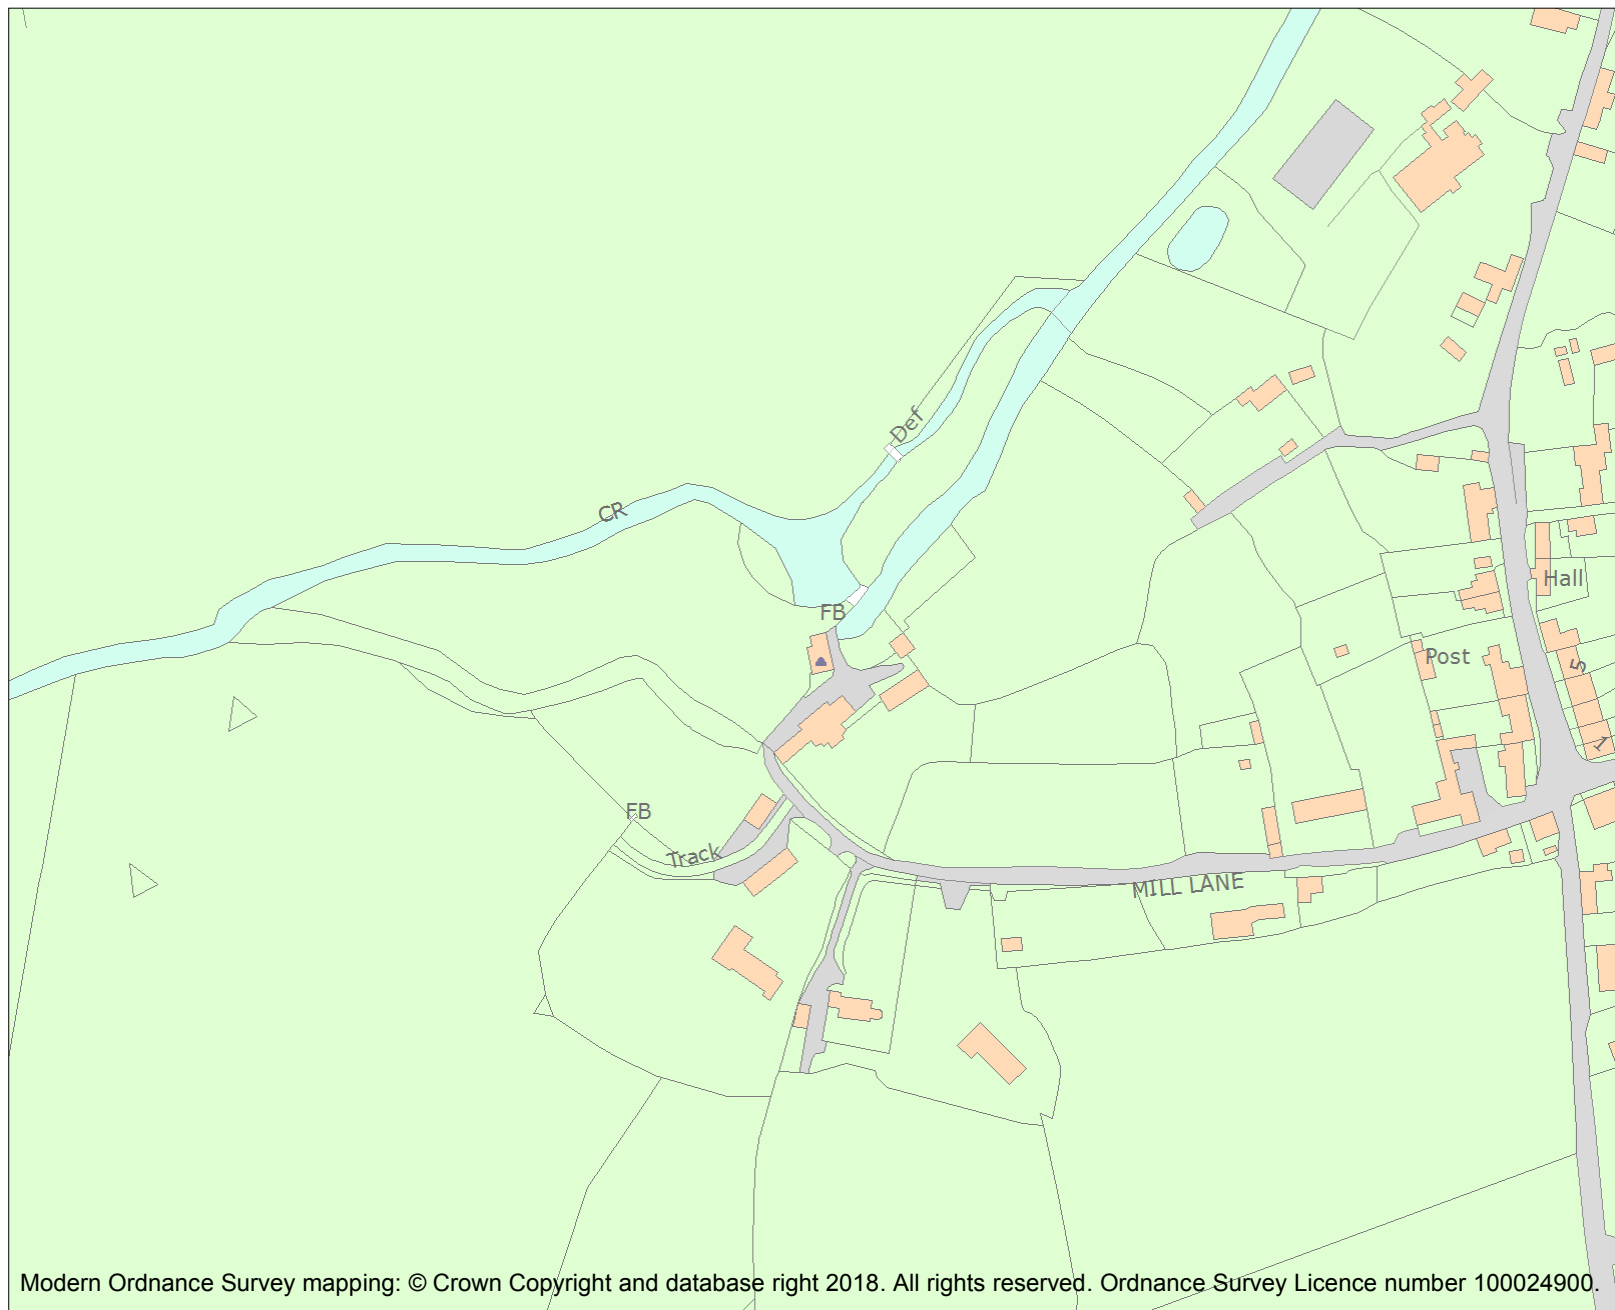 Def
CR
Hall
FB
Post
5
1
FB
Track
MILL LANE
Modern Ordnance Survey mapping: © Crown Copyright and database right 2018. All rights reserved. Ordnance Survey Licence number 100024900.